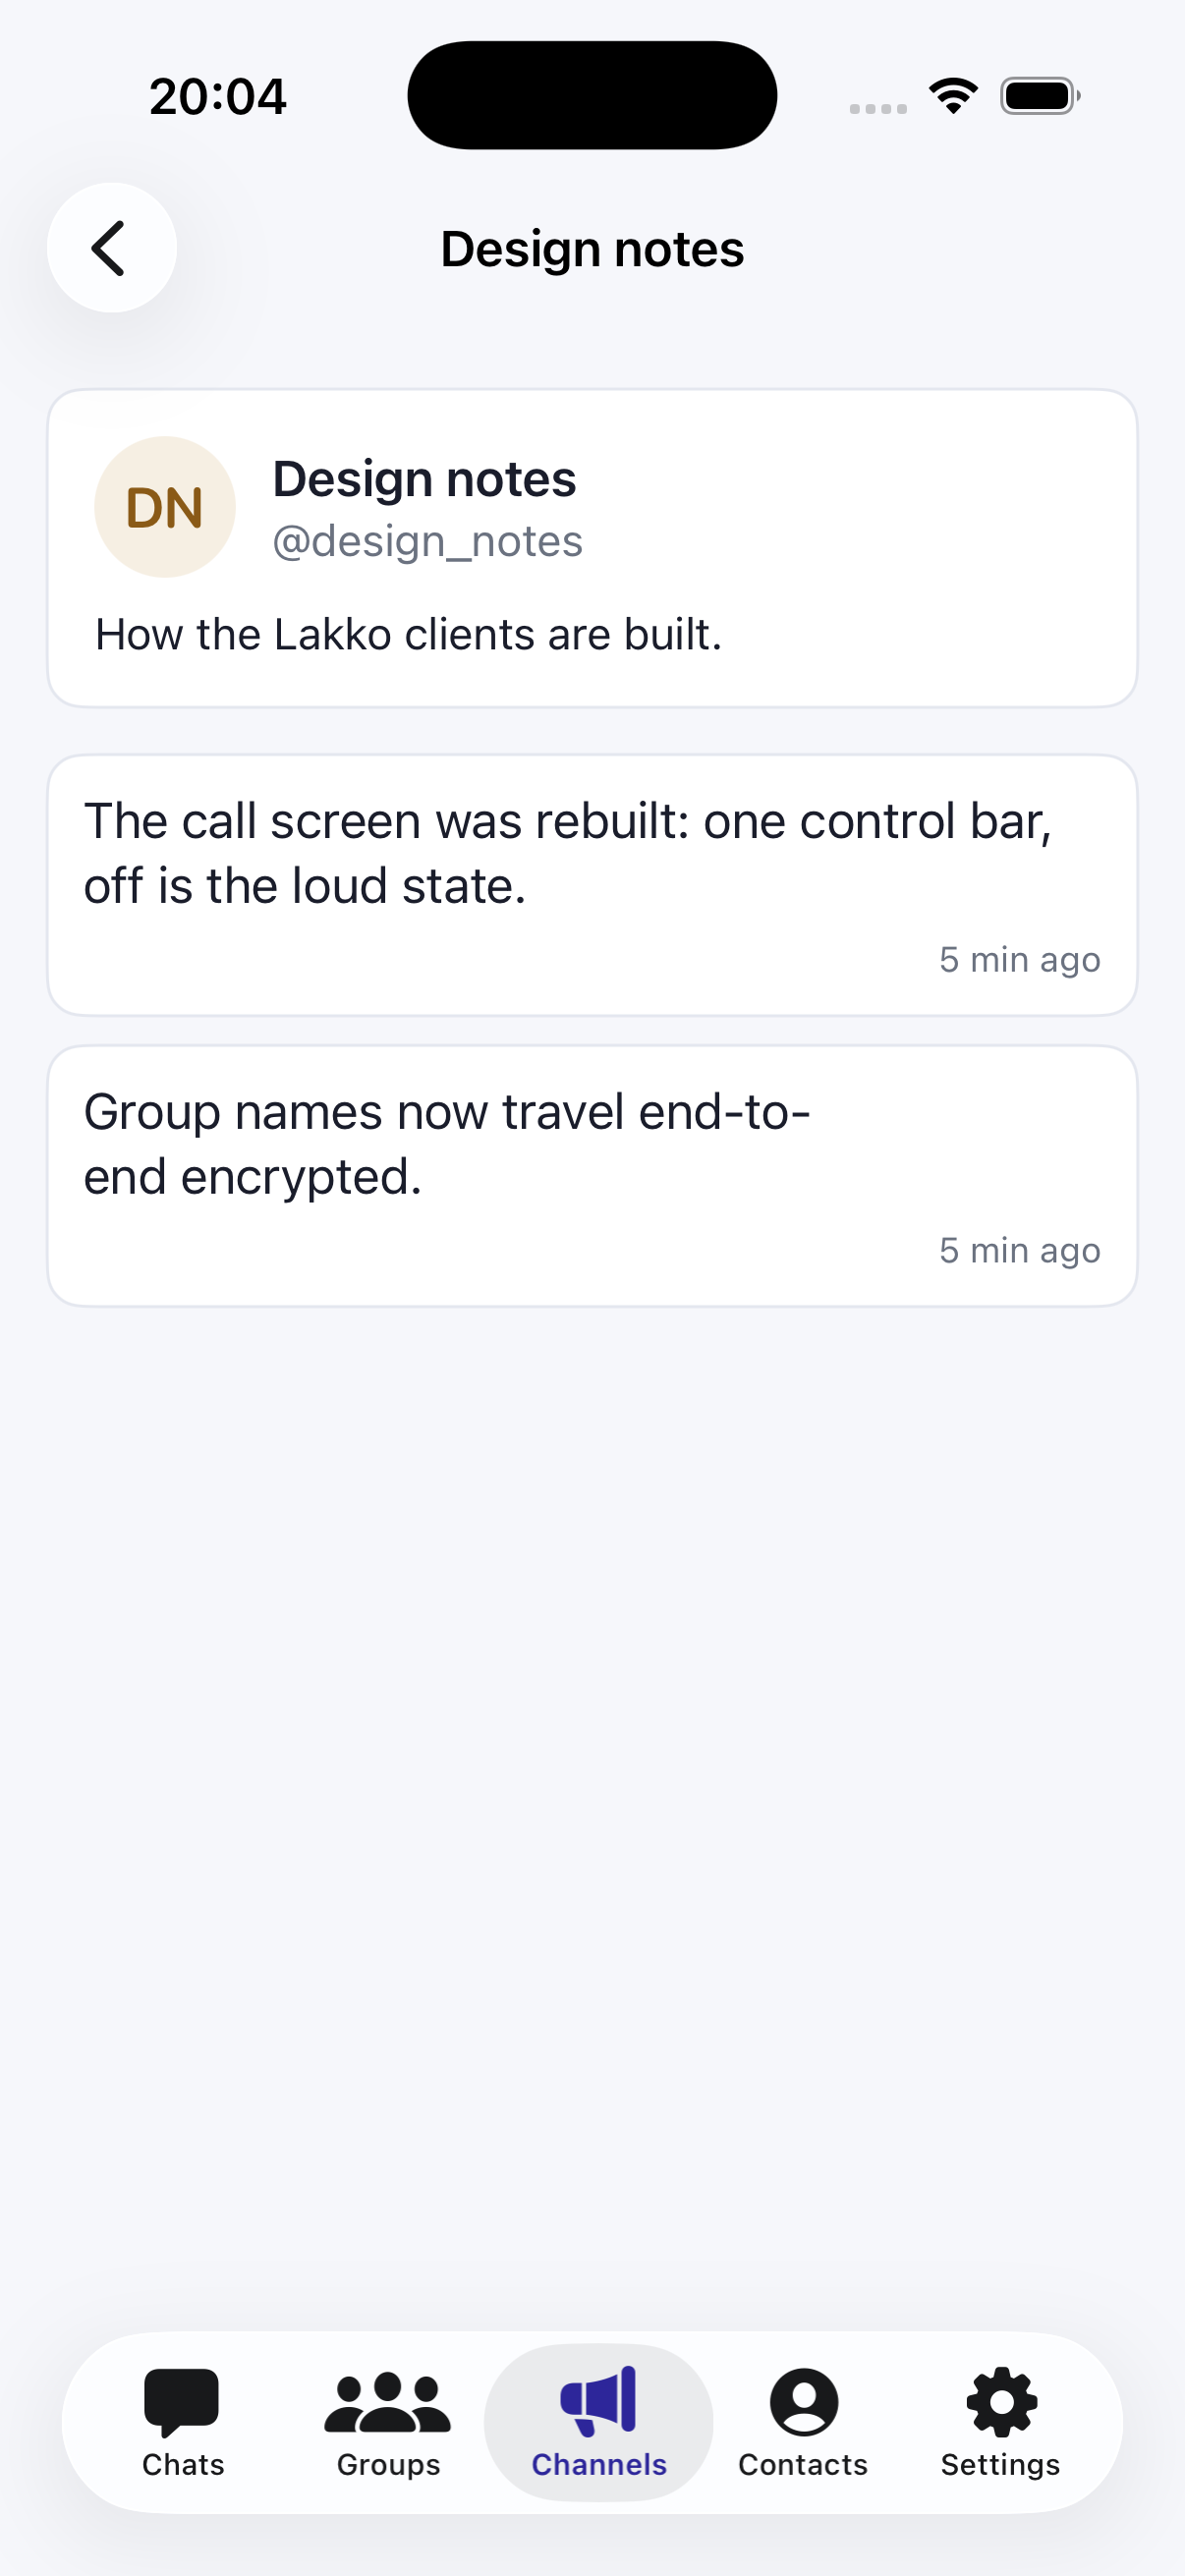 20:04
Design notes
DN
Design notes
@design_notes
How the Lakko clients are built.
The call screen was rebuilt: one control bar,
off is the loud state.
5 min ago
Group names now travel end-to-
end encrypted.
5 min ago
Chats
Groups
Channels
Contacts
Settings